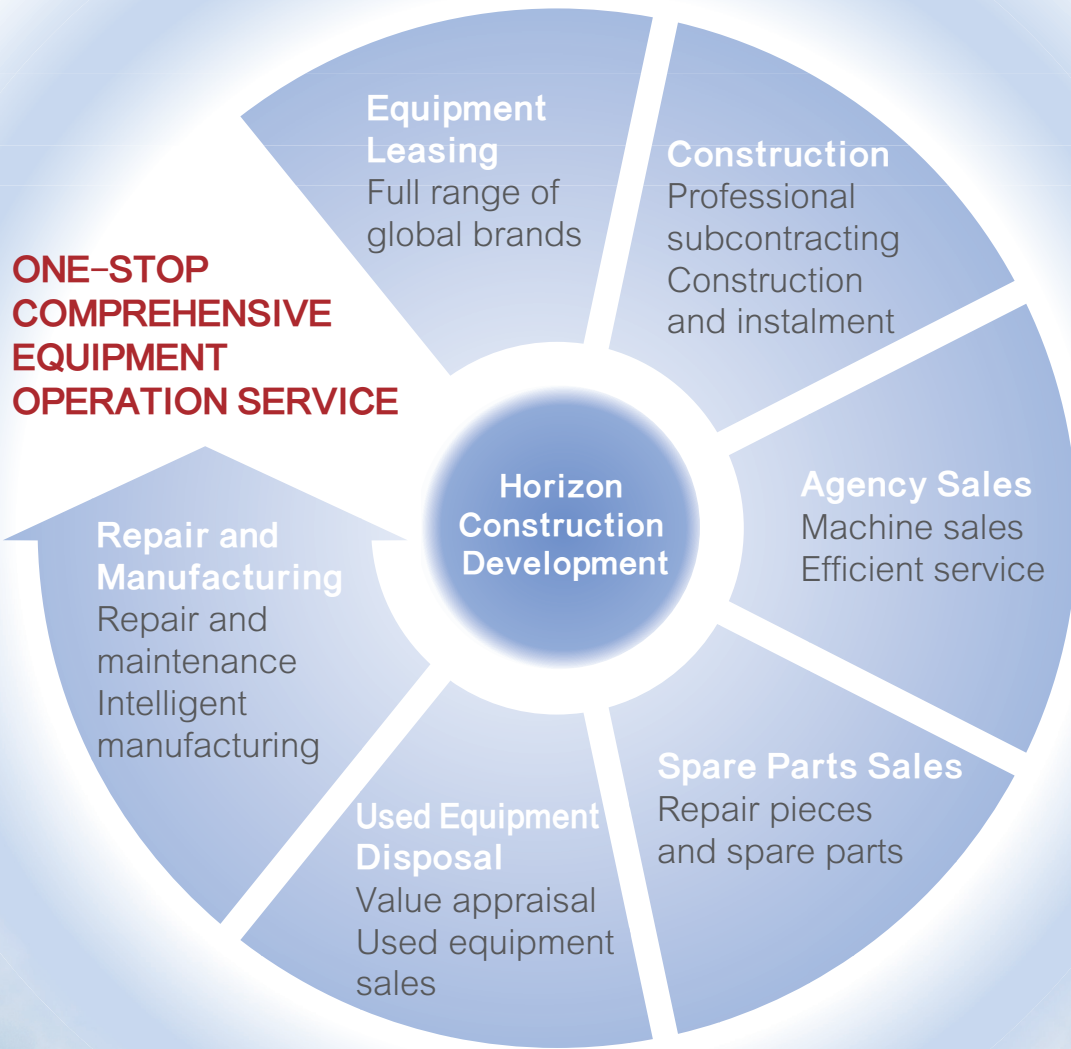 Equipment
Leasing
Full range of
global brands
Construction
Professional
subcontracting
Construction
and instalment
ONE-STOP
COMPREHENSIVE
EQUIPMENT
OPERATION SERVICE
Horizon
Construction
Development
Agency Sales
Machine sales
Efficient service
Repair and
Manufacturing
Repair and
maintenance
Intelligent
manufacturing
Spare Parts Sales
Repair pieces
and spare parts
Used Equipment
Disposal
Value appraisal
Used equipment
sales